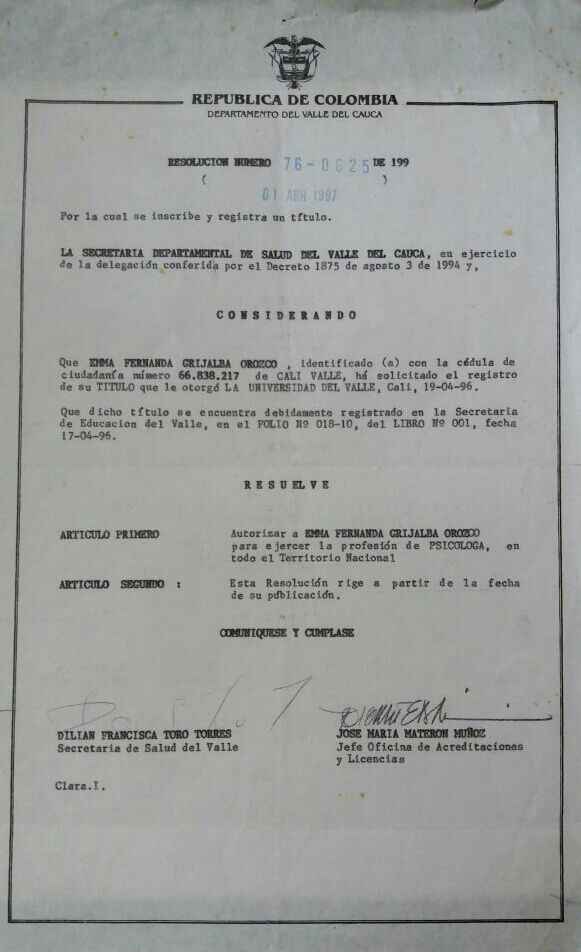 REPUBLICA DE COLOMBIA
DEPARTAMENTO DEL VALLE DEL CAUCA
RESOLUCION NUMERO 76-0625 DE 199
( )
01 ABR 1997
Por la cual se inscribe y registra un título.
LA SECRETARIA DEPARTAMENTAL DE SALUD DEL VALLE DEL CAUCA, en ejercicio
de la delegación conferida por el Decreto 1875 de agosto 3 de 1994 y,
CONSIDERANDO
Que EMMA FERNANDA GRIJALBA OROZCO , identificado (a) con la cédula de
ciudadanía número 66.838.217 de CALI VALLE, há solicitado el registro
de su TITULO que le otorgó LA UNIVERSIDAD DEL VALLE, Cali, 19-04-96.
Que dicho título se encuentra debidamente registrado en la Secretaría
de Educacion del Valle, en el FOLIO Nº 018-10, del LIBRO Nº 001, fecha
17-04-96.
RESUELVE
ARTICULO PRIMERO Autorizar a EMMA FERNANDA GRIJALBA OROZCO
para ejercer la profesión de PSICOLOGA, en
todo el Territorio Nacional
ARTICULO SEGUNDO : Esta Resolución rige a partir de la fecha
de su publicación.
COMUNIQUESE Y CUMPLASE
DILIAN FRANCISCA TORO TORRES JOSE MARIA MATERON MUÑOZ
Secretaria de Salud del Valle Jefe Oficina de Acreditaciones
y Licencias
Clara.I.